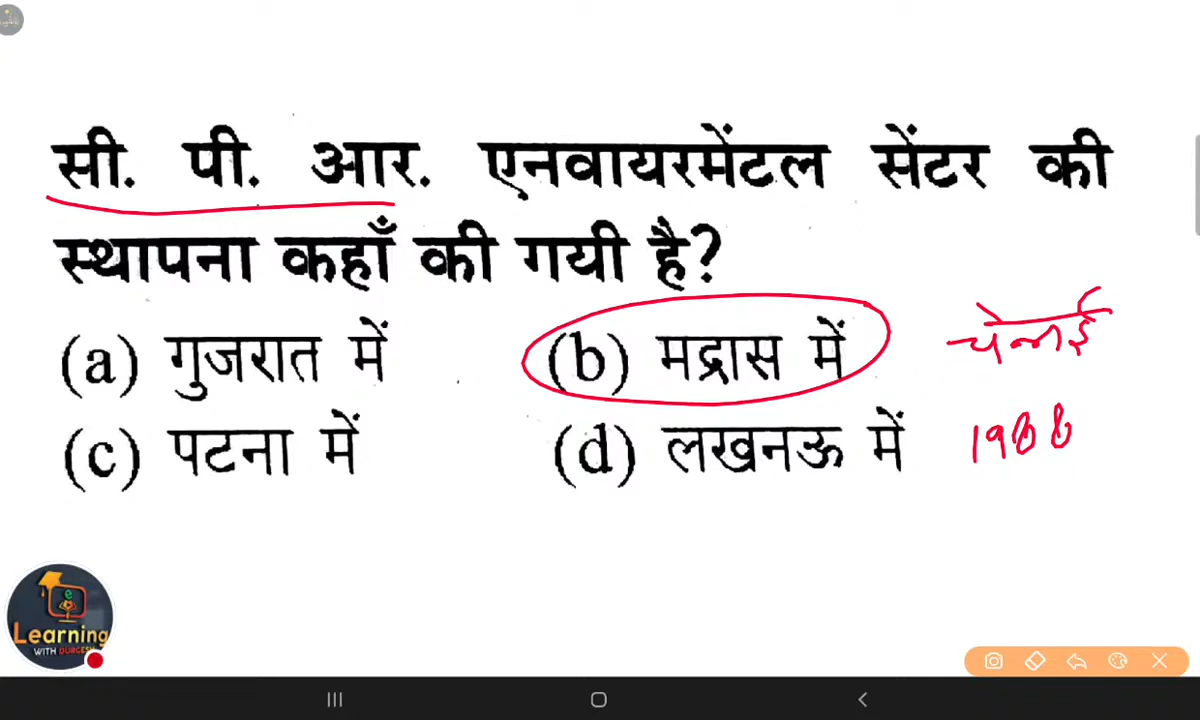 सी. पी. आर. एनवायरमेंटल सेंटर की
स्थापना कहाँ की गयी है?
(a) गुजरात में (b) मद्रास में चेन्नई
(c) पटना में (d) लखनऊ में 1988
Learning
WITH DURGESH